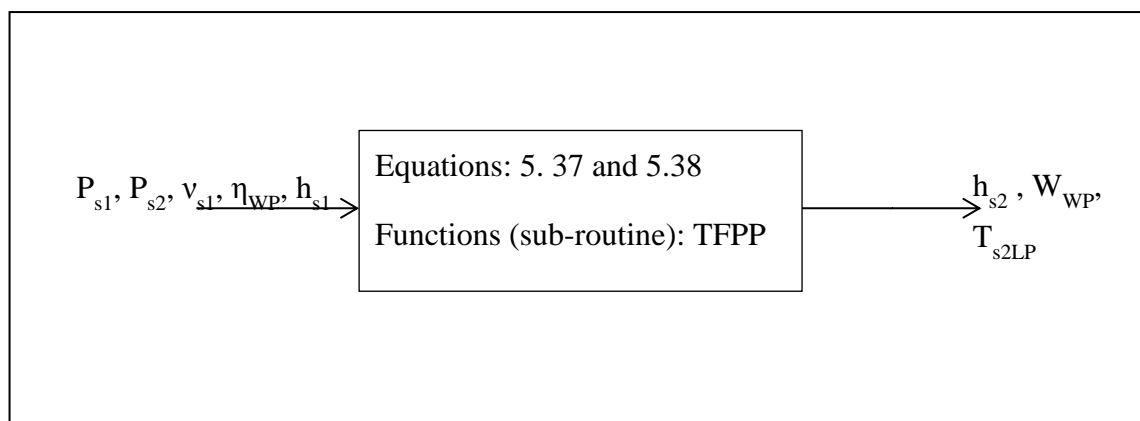 P_s1, P_s2, ν_s1, η_WP, h_s1
Equations: 5. 37 and 5.38
Functions (sub-routine): TFPP
h_s2 , W_WP,
T_s2LP